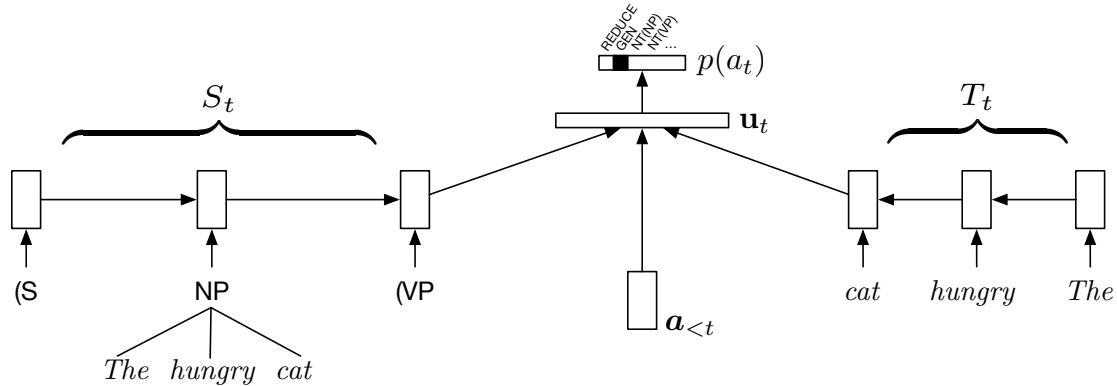 REDUCE GEN NT(NP) NT(VP) ...
p(a_t)
S_t
u_t
T_t
(S NP (VP
cat hungry The
a_{<t}
The hungry cat